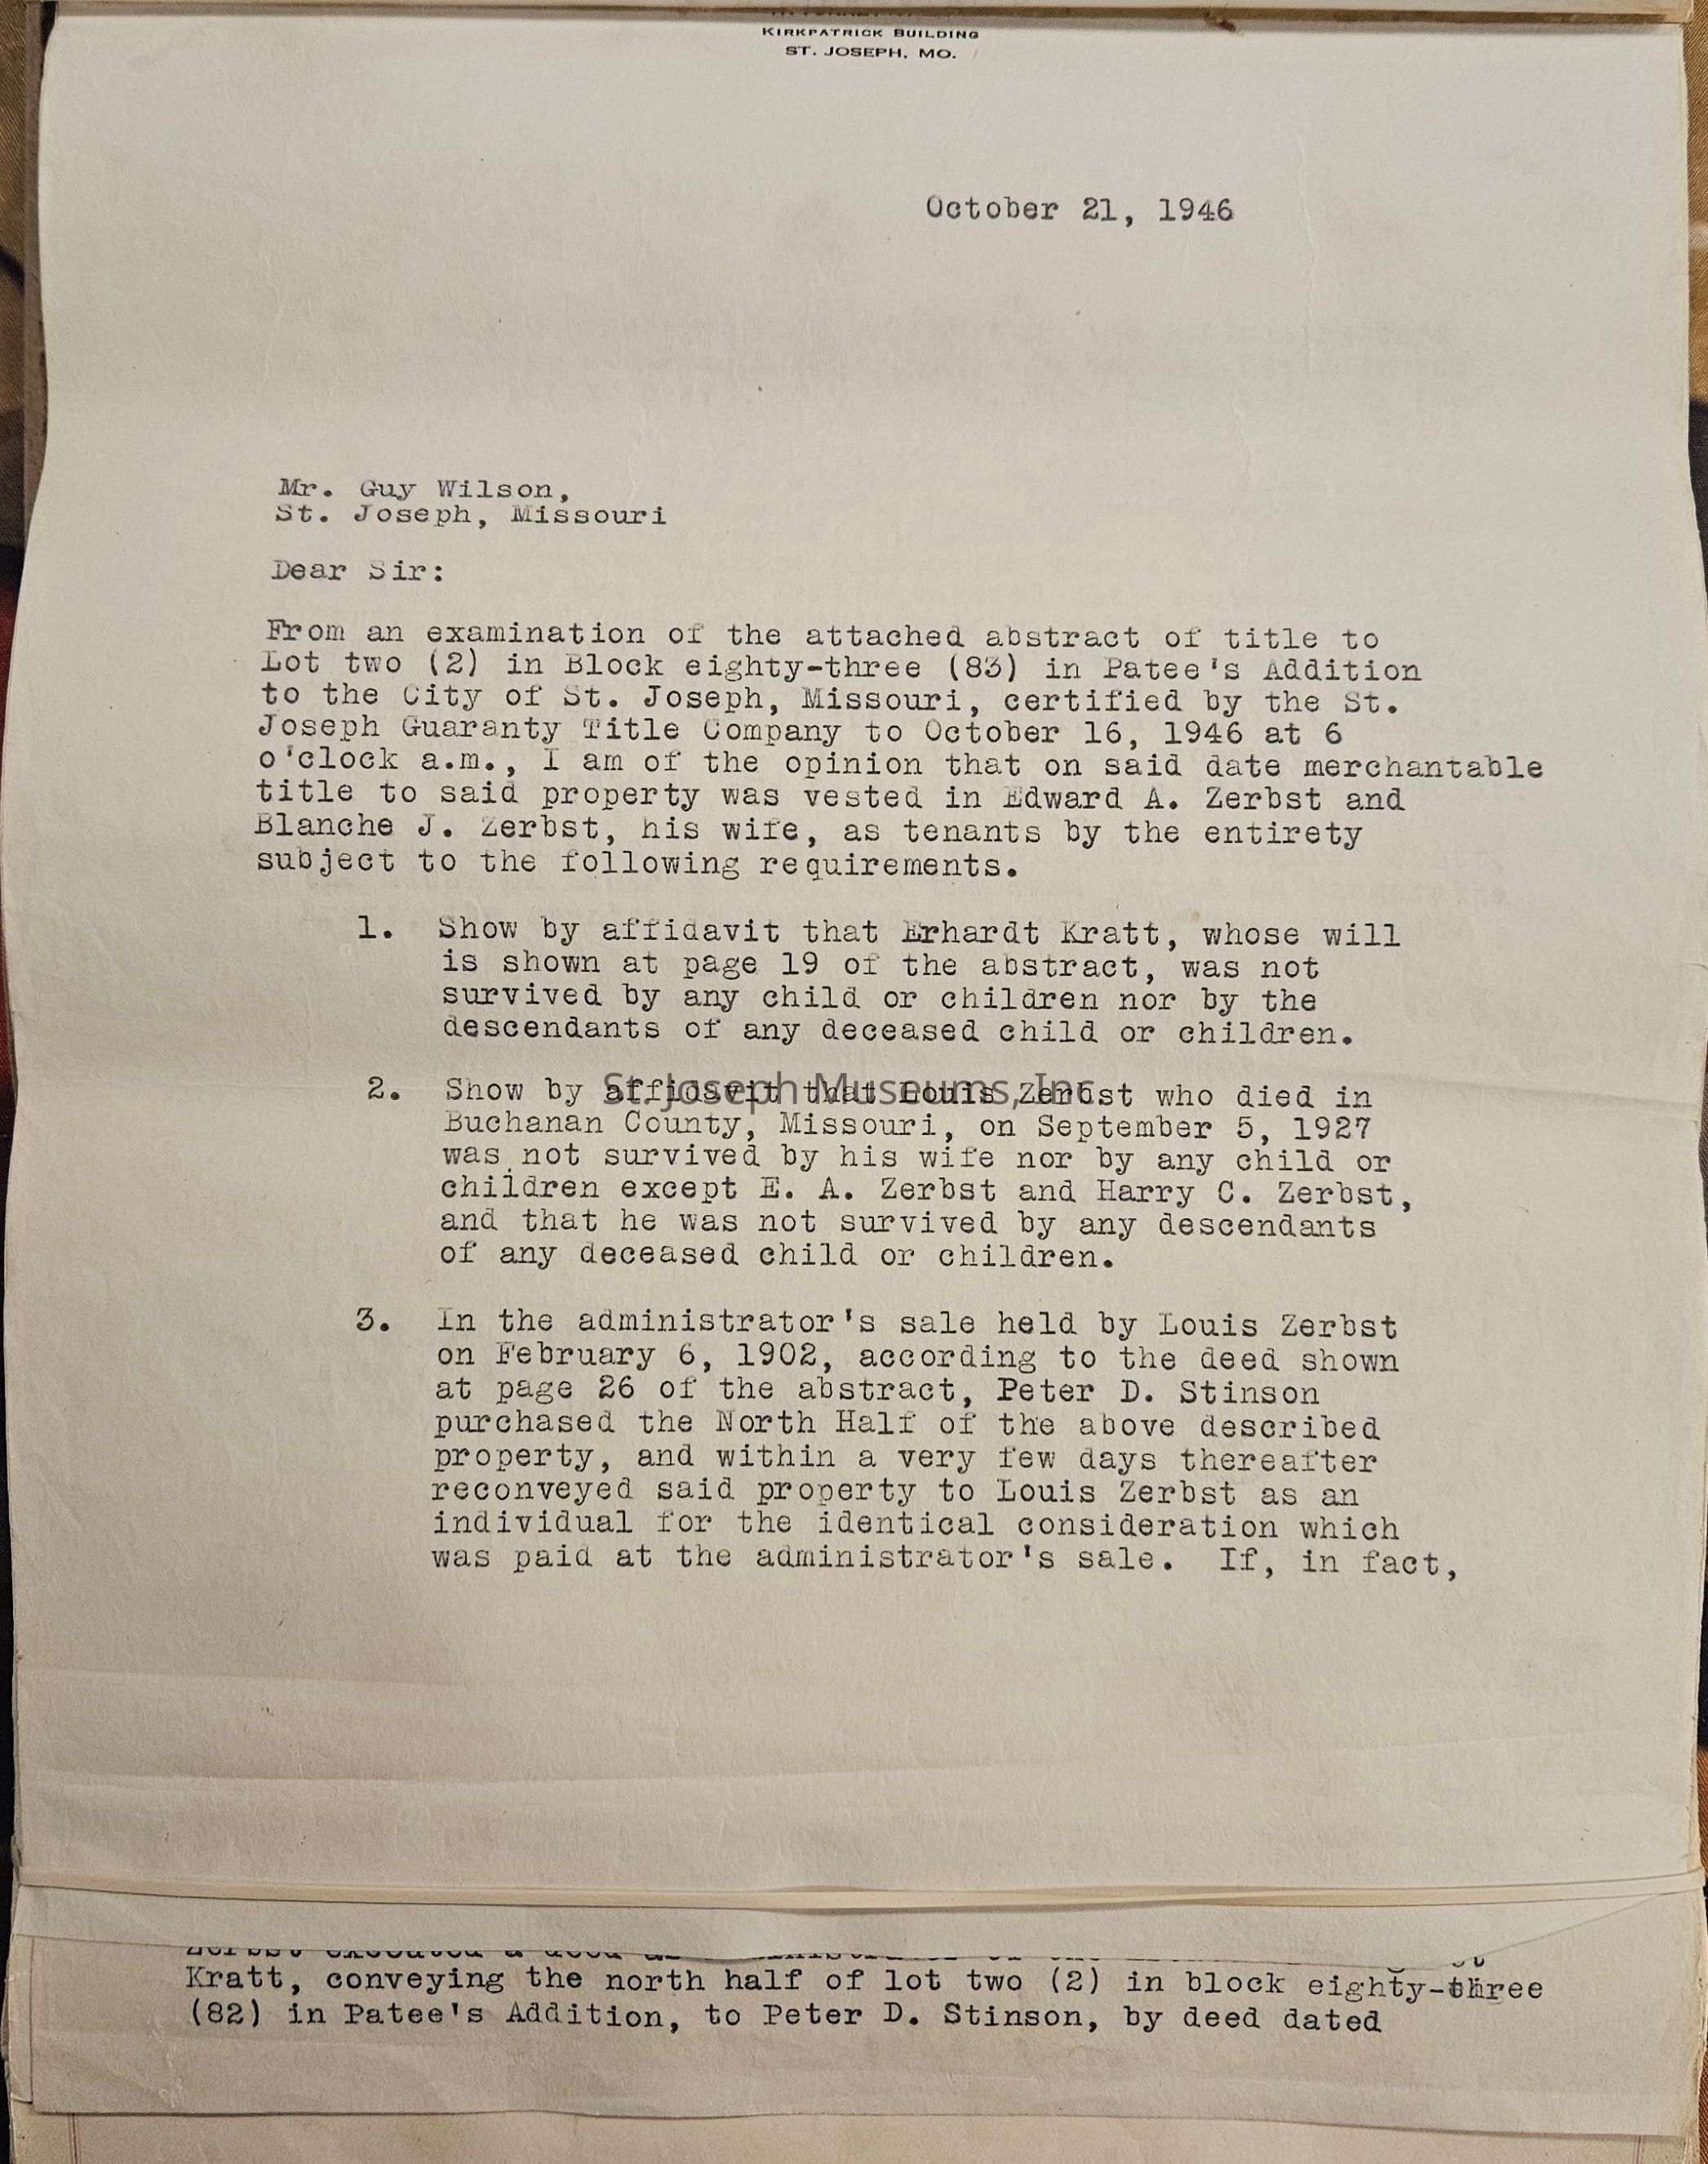 KIRKPATRICK BUILDING
ST. JOSEPH, MO.
October 21, 1946
Mr. Guy Wilson,
St. Joseph, Missouri
Dear Sir:
From an examination of the attached abstract of title to
Lot two (2) in Block eighty-three (83) in Patee's Addition
to the City of St. Joseph, Missouri, certified by the St.
Joseph Guaranty Title Company to October 16, 1946 at 6
o'clock a.m., I am of the opinion that on said date merchantable
title to said property was vested in Edward A. Zerbst and
Blanche J. Zerbst, his wife, as tenants by the entirety
subject to the following requirements.
1. Show by affidavit that Erhardt Kratt, whose will
is shown at page 19 of the abstract, was not
survived by any child or children nor by the
descendants of any deceased child or children.
2. Show by affidavit that Louis Zerbst who died in
St. Joseph Museums, Inc.
Buchanan County, Missouri, on September 5, 1927
was not survived by his wife nor by any child or
children except E. A. Zerbst and Harry C. Zerbst,
and that he was not survived by any descendants
of any deceased child or children.
3. In the administrator's sale held by Louis Zerbst
on February 6, 1902, according to the deed shown
at page 26 of the abstract, Peter D. Stinson
purchased the North Half of the above described
property, and within a very few days thereafter
reconveyed said property to Louis Zerbst as an
individual for the identical consideration which
was paid at the administrator's sale. If, in fact,
Zerbst executed a deed as
Kratt, conveying the north half of lot two (2) in block eighty-three
(82) in Patee's Addition, to Peter D. Stinson, by deed dated